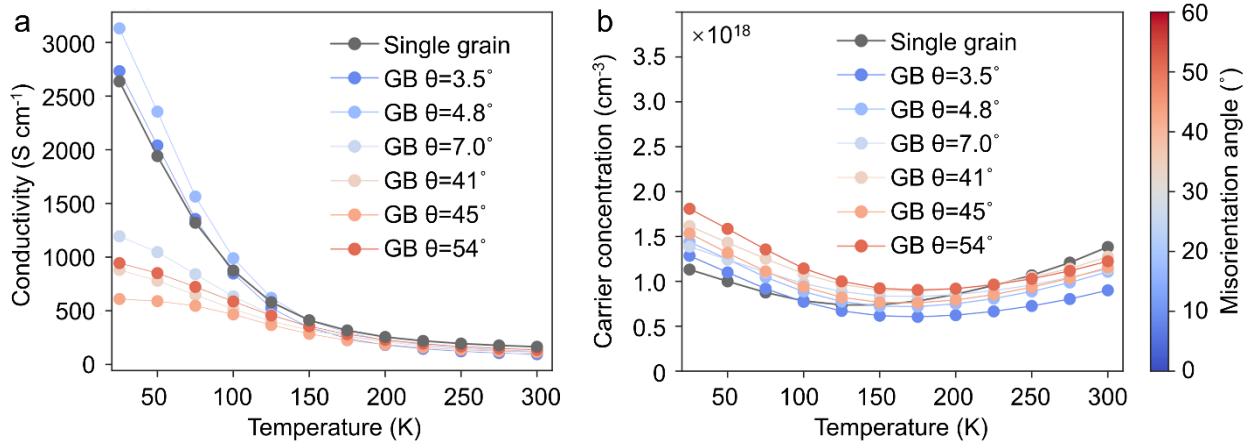 a
Conductivity (S cm⁻¹)
3000
2500
2000
1500
1000
500
0
50
100
150
200
250
300
Temperature (K)
Single grain
GB θ=3.5°
GB θ=4.8°
GB θ=7.0°
GB θ=41°
GB θ=45°
GB θ=54°
b
×10¹⁸
Carrier concentration (cm⁻³)
4.0
3.5
3.0
2.5
2.0
1.5
1.0
0.5
0
50
100
150
200
250
300
Temperature (K)
Single grain
GB θ=3.5°
GB θ=4.8°
GB θ=7.0°
GB θ=41°
GB θ=45°
GB θ=54°
60
50
40
30
20
10
0
Misorientation angle (°)